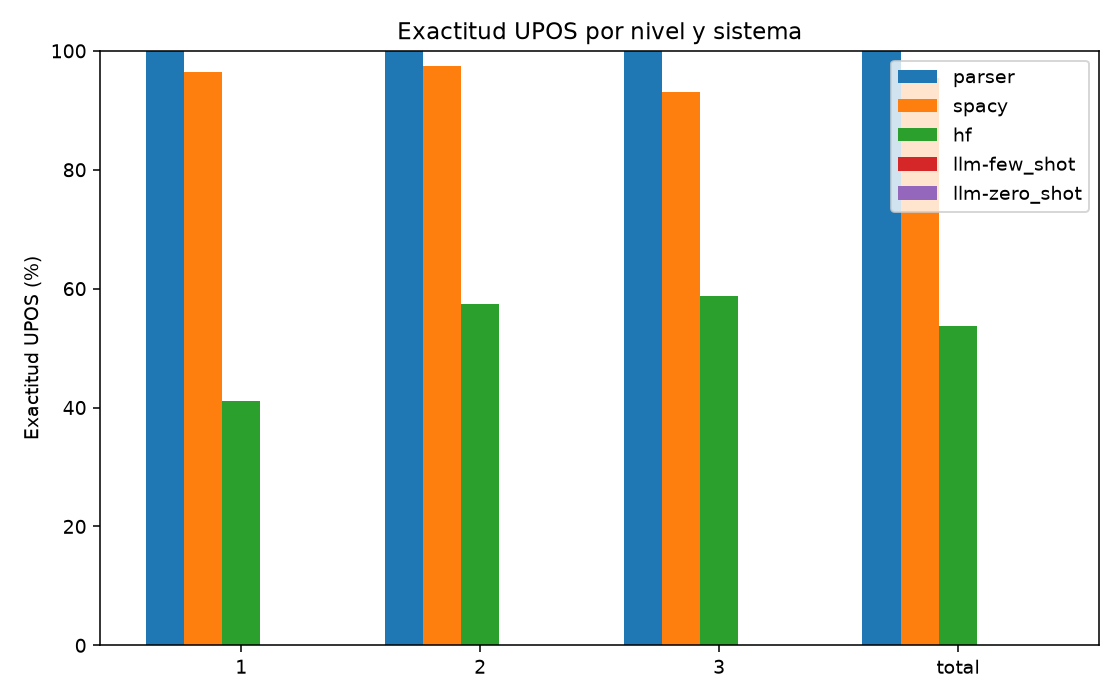 Exactitud UPOS por nivel y sistema
Exactitud UPOS (%)
100
80
60
40
20
0
1
2
3
total
parser
spacy
hf
llm-few_shot
llm-zero_shot